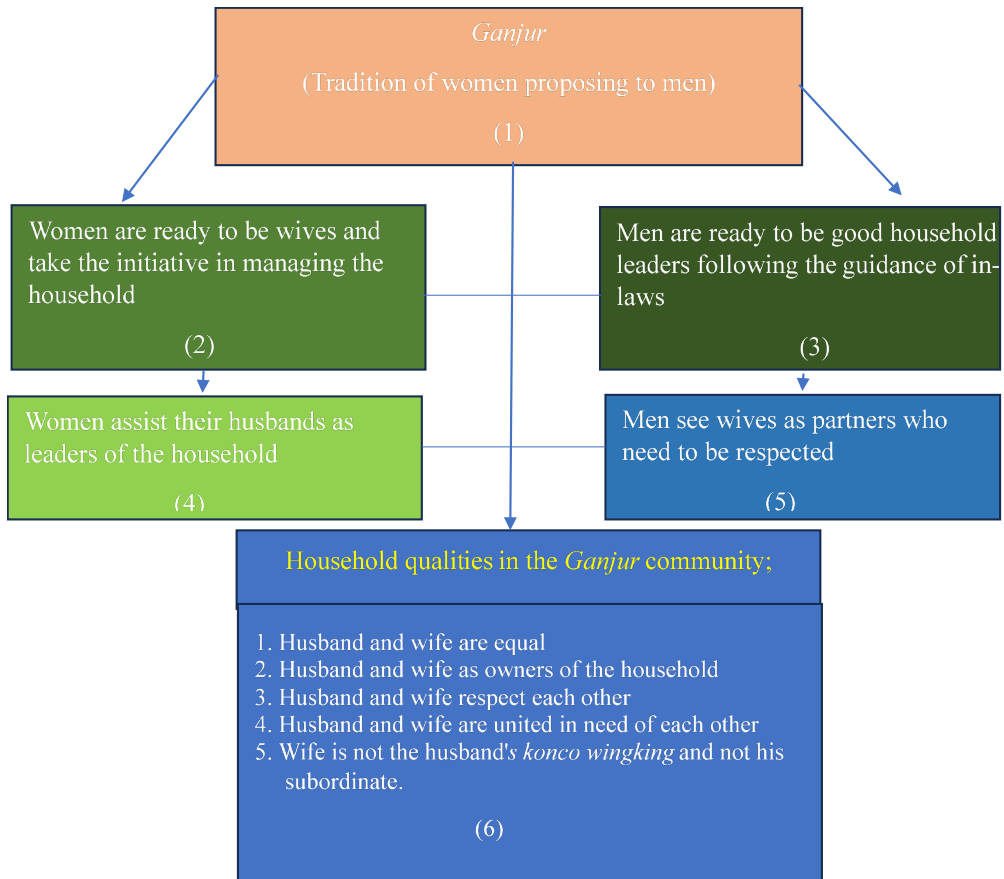 Ganjur
(Tradition of women proposing to men)
(1)
Women are ready to be wives and
take the initiative in managing the
household
(2)
Men are ready to be good household
leaders following the guidance of in-
laws
(3)
Women assist their husbands as
leaders of the household
(4)
Men see wives as partners who
need to be respected
(5)
Household qualities in the Ganjur community;
1. Husband and wife are equal
2. Husband and wife as owners of the household
3. Husband and wife respect each other
4. Husband and wife are united in need of each other
5. Wife is not the husband's konco wingking and not his
subordinate.
(6)